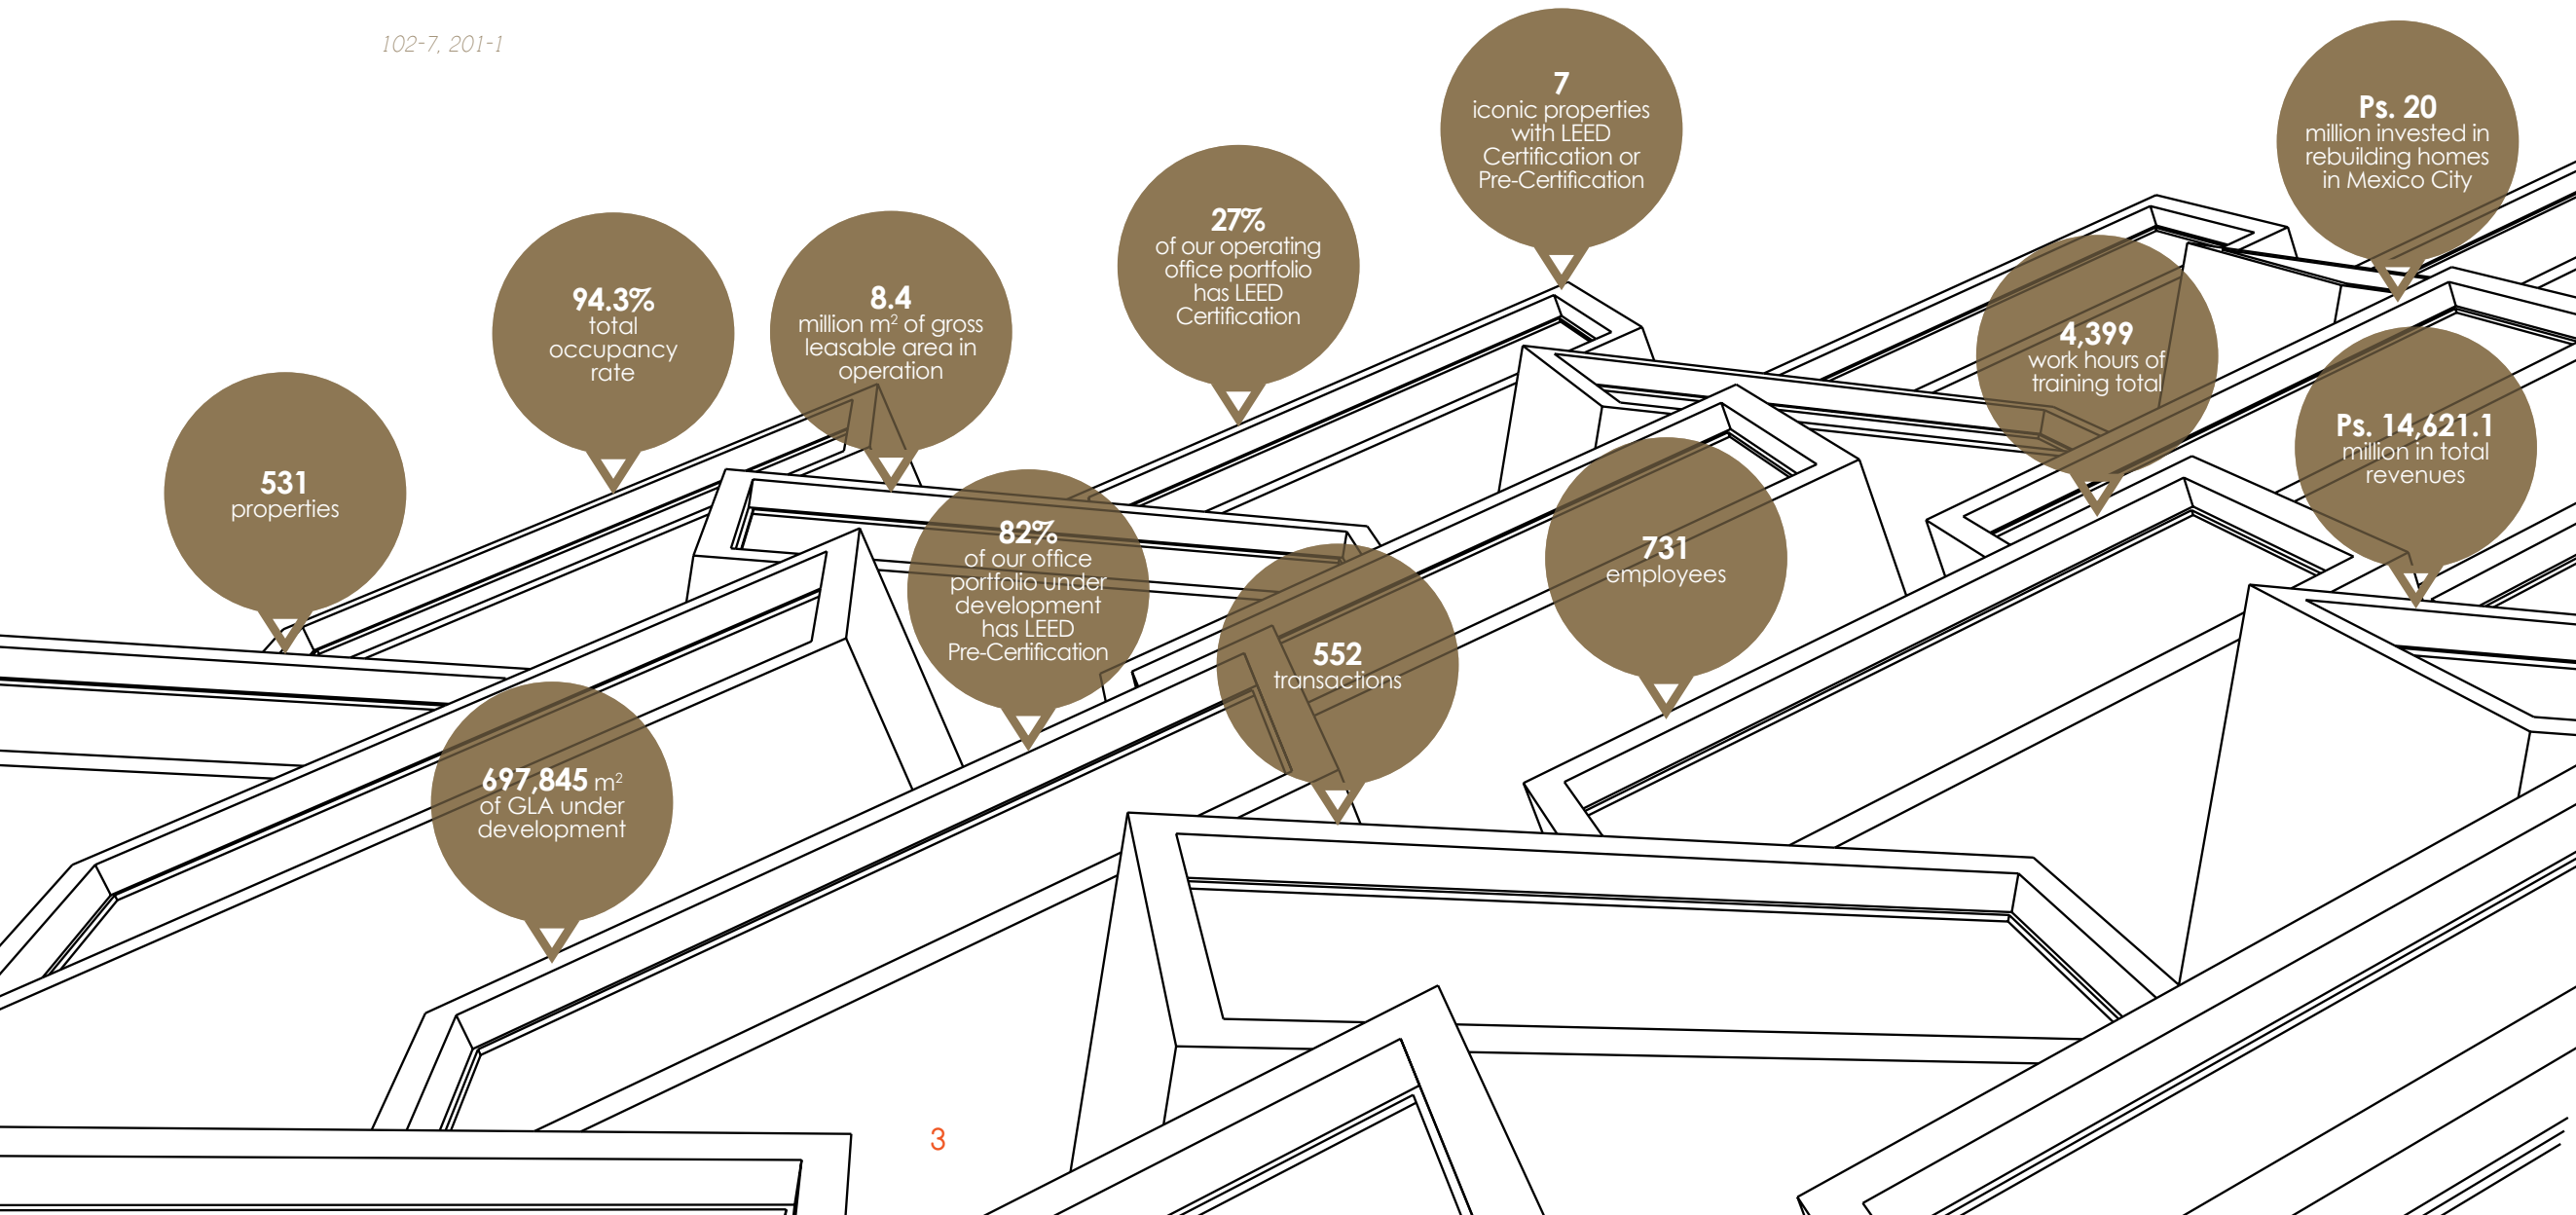 102-7, 201-1
531
properties
94.3%
total
occupancy
rate
8.4
million m² of gross
leasable area in
operation
27%
of our operating
office portfolio
has LEED
Certification
7
iconic properties
with LEED
Certification or
Pre-Certification
Ps. 20
million invested in
rebuilding homes
in Mexico City
4,399
work hours of
training total
Ps. 14,621.1
million in total
revenues
697,845 m²
of GLA under
development
82%
of our office
portfolio under
development
has LEED
Pre-Certification
552
transactions
731
employees
3